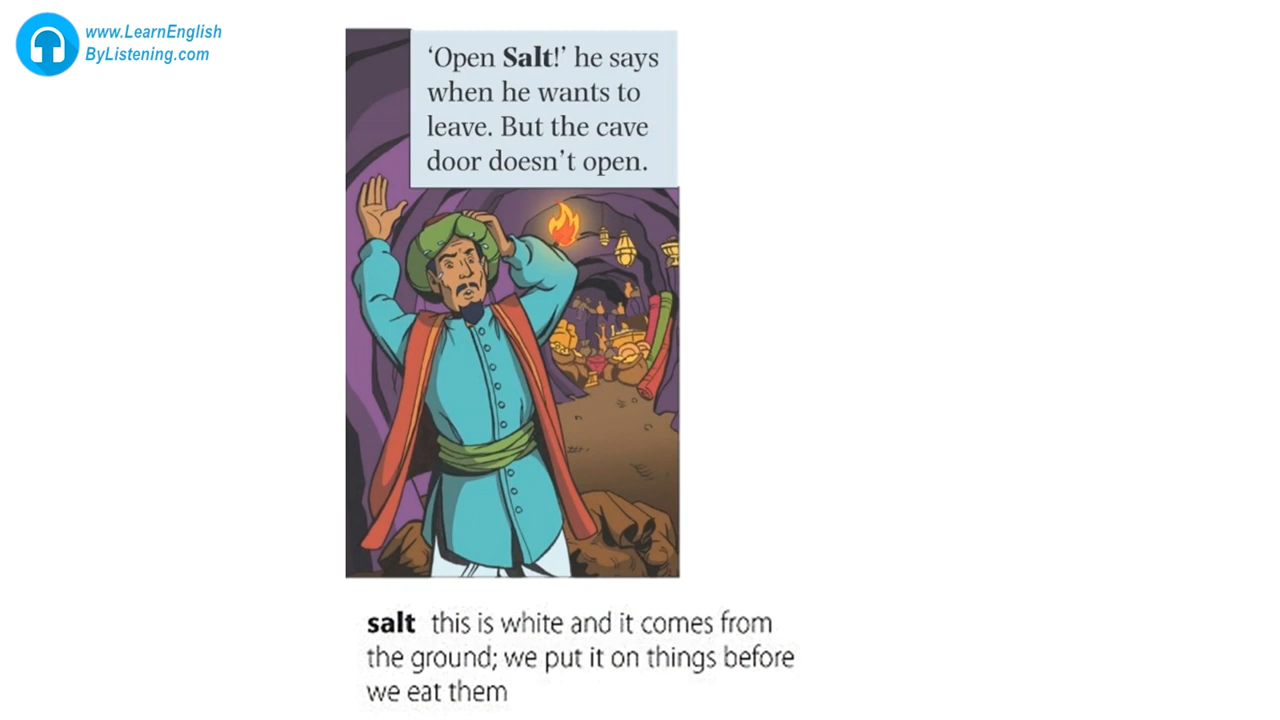 www.LearnEnglish
ByListening.com
‘Open Salt!’ he says
when he wants to
leave. But the cave
door doesn’t open.
salt this is white and it comes from
the ground; we put it on things before
we eat them